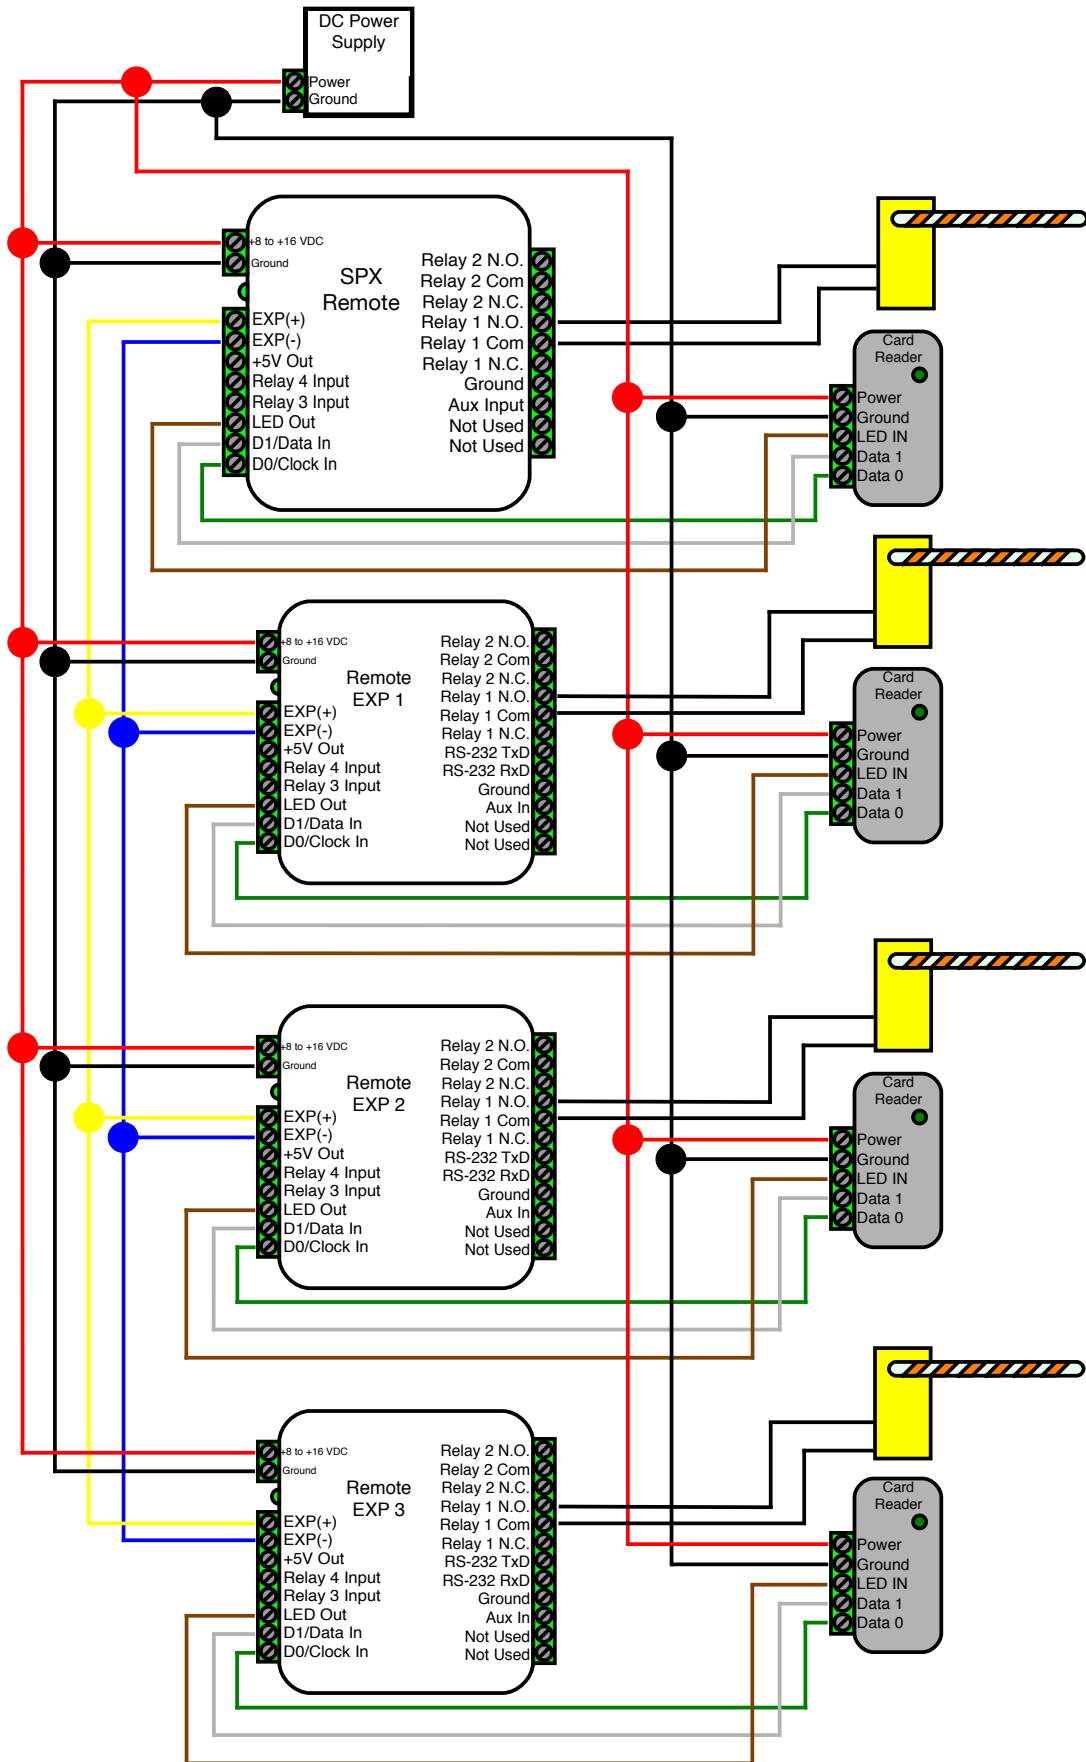 DC Power
Supply
Power
Ground
+8 to +16 VDC
Ground
SPX
Remote
EXP(+)
EXP(-)
+5V Out
Relay 4 Input
Relay 3 Input
LED Out
D1/Data In
D0/Clock In
Relay 2 N.O.
Relay 2 Com
Relay 2 N.C.
Relay 1 N.O.
Relay 1 Com
Relay 1 N.C.
Ground
Aux Input
Not Used
Not Used
Card
Reader
Power
Ground
LED IN
Data 1
Data 0
+8 to +16 VDC
Ground
Remote
EXP 1
EXP(+)
EXP(-)
+5V Out
Relay 4 Input
Relay 3 Input
LED Out
D1/Data In
D0/Clock In
Relay 2 N.O.
Relay 2 Com
Relay 2 N.C.
Relay 1 N.O.
Relay 1 Com
Relay 1 N.C.
RS-232 TxD
RS-232 RxD
Ground
Aux In
Not Used
Not Used
Card
Reader
Power
Ground
LED IN
Data 1
Data 0
+8 to +16 VDC
Ground
Remote
EXP 2
EXP(+)
EXP(-)
+5V Out
Relay 4 Input
Relay 3 Input
LED Out
D1/Data In
D0/Clock In
Relay 2 N.O.
Relay 2 Com
Relay 2 N.C.
Relay 1 N.O.
Relay 1 Com
Relay 1 N.C.
RS-232 TxD
RS-232 RxD
Ground
Aux In
Not Used
Not Used
Card
Reader
Power
Ground
LED IN
Data 1
Data 0
+8 to +16 VDC
Ground
Remote
EXP 3
EXP(+)
EXP(-)
+5V Out
Relay 4 Input
Relay 3 Input
LED Out
D1/Data In
D0/Clock In
Relay 2 N.O.
Relay 2 Com
Relay 2 N.C.
Relay 1 N.O.
Relay 1 Com
Relay 1 N.C.
RS-232 TxD
RS-232 RxD
Ground
Aux In
Not Used
Not Used
Card
Reader
Power
Ground
LED IN
Data 1
Data 0